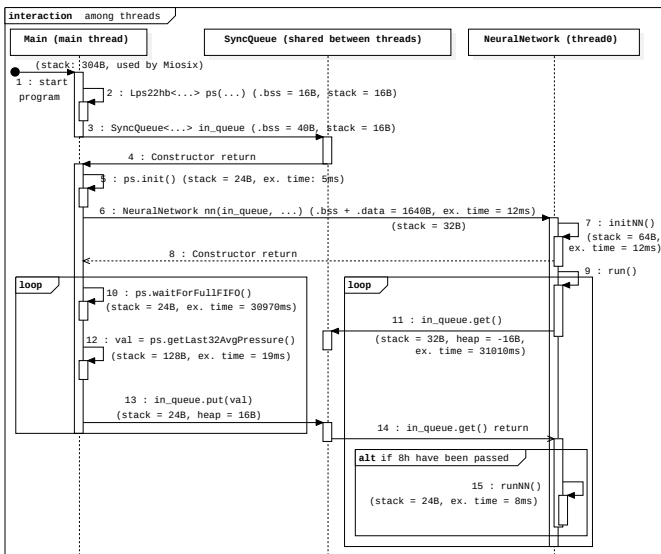 interaction among threads
Main (main thread)
SyncQueue (shared between threads)
NeuralNetwork (thread0)
(stack: 304B, used by Miosix)
1 : start
program
2 : Lps22hb<...> ps(...) (.bss = 16B, stack = 16B)
3 : SyncQueue<...> in_queue (.bss = 40B, stack = 16B)
4 : Constructor return
5 : ps.init() (stack = 24B, ex. time: 5ms)
6 : NeuralNetwork nn(in_queue, ...) (.bss + .data = 1640B, ex. time = 12ms)
(stack = 32B)
7 : initNN()
(stack = 64B,
ex. time = 12ms)
8 : Constructor return
9 : run()
loop
10 : ps.waitForFullFIFO()
(stack = 24B, ex. time = 30970ms)
loop
11 : in_queue.get()
(stack = 32B, heap = -16B,
ex. time = 31010ms)
12 : val = ps.getLast32AvgPressure()
(stack = 128B, ex. time = 19ms)
13 : in_queue.put(val)
(stack = 24B, heap = 16B)
14 : in_queue.get() return
alt if 8h have been passed
15 : runNN()
(stack = 24B, ex. time = 8ms)